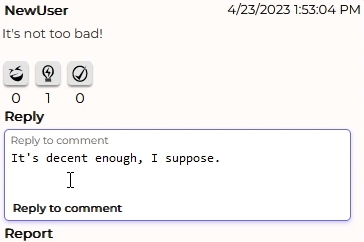 NewUser 4/23/2023 1:53:04 PM
It's not too bad!
0 1 0
Reply
Reply to comment
It's decent enough, I suppose.
Reply to comment
Report